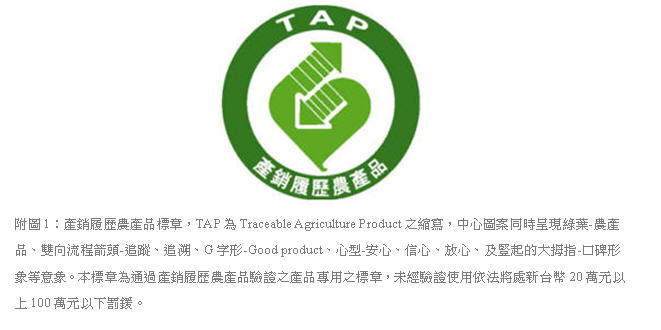 TAP
產銷履歷農產品
附圖 1：產銷履歷農產品標章，TAP 為 Traceable Agriculture Product 之縮寫，中心圖案同時呈現綠葉-農產
品、雙向流程箭頭-追蹤、追溯、G 字形-Good product、心型-安心、信心、放心、及豎起的大拇指-口碑形
象等意象。本標章為通過產銷履歷農產品驗證之產品專用之標章，未經驗證使用依法將處新台幣 20 萬元以
上 100 萬元以下罰鍰。